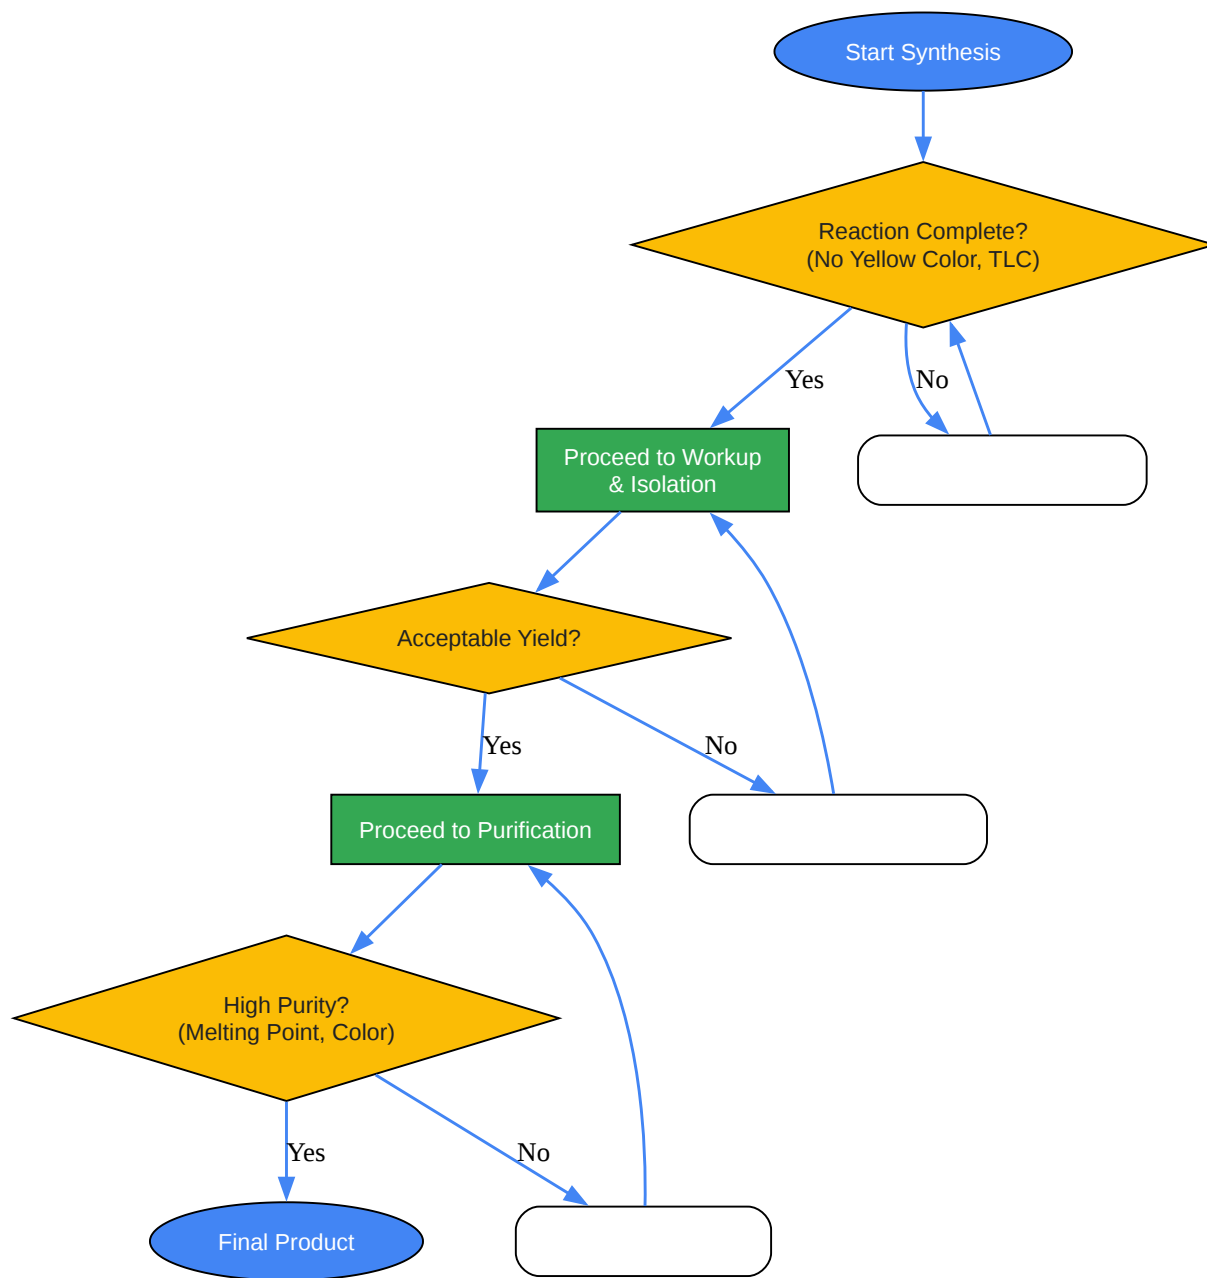 Start Synthesis
Reaction Complete?
(No Yellow Color, TLC)
Yes
No
Proceed to Workup
& Isolation
Acceptable Yield?
Yes
No
Proceed to Purification
High Purity?
(Melting Point, Color)
Yes
No
Final Product